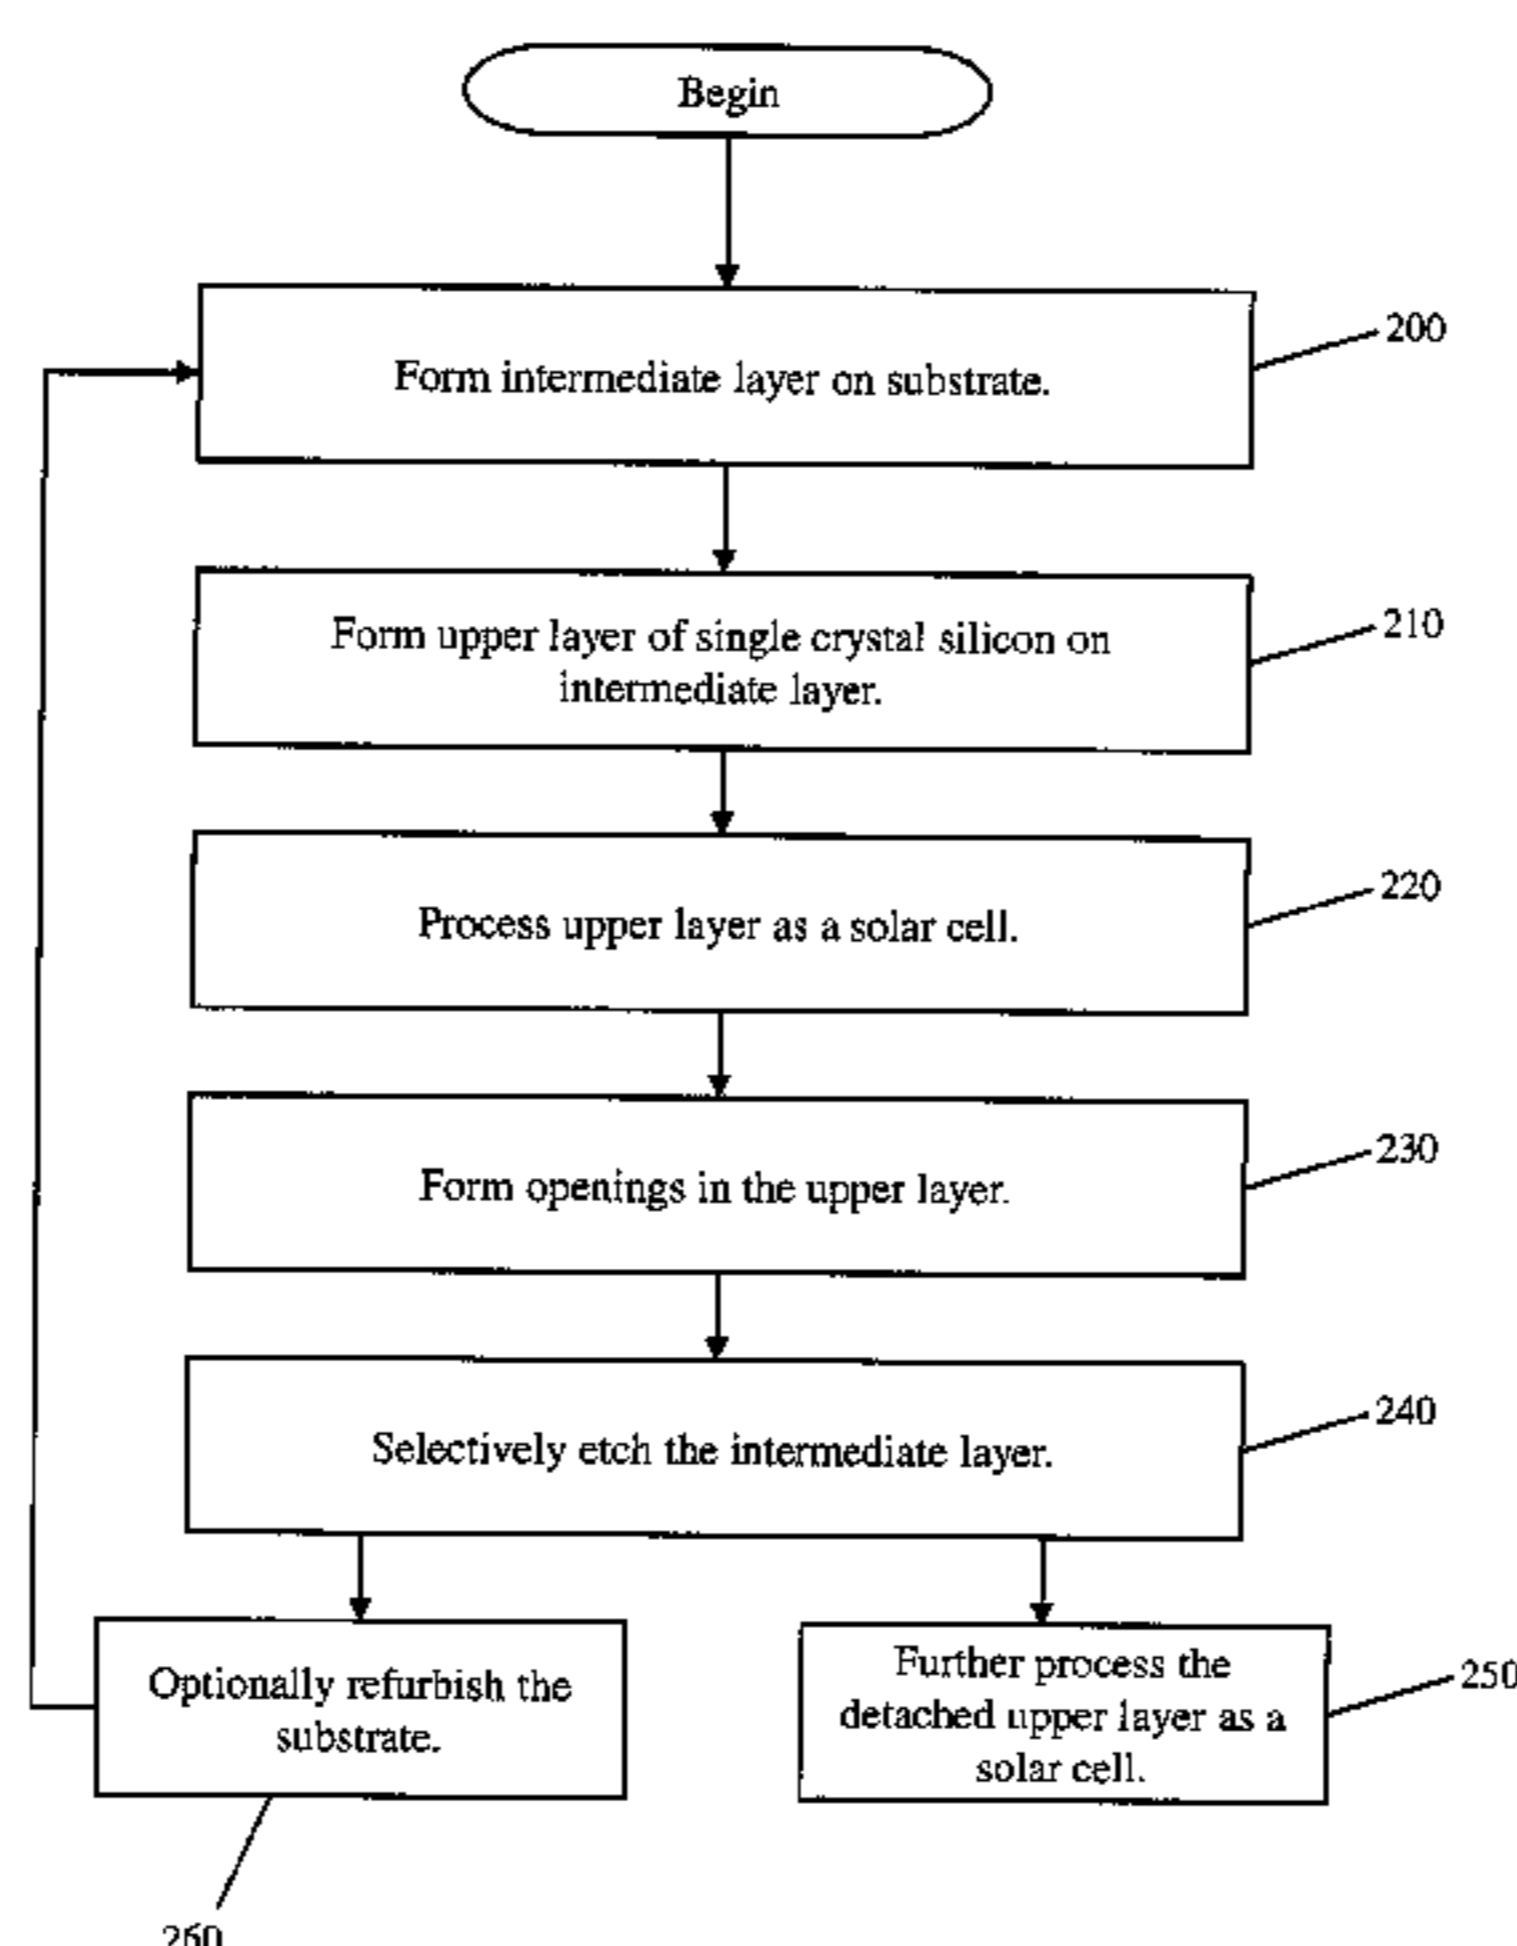 Begin
Form intermediate layer on substrate.
200
Form upper layer of single crystal silicon on
intermediate layer.
210
Process upper layer as a solar cell.
220
Form openings in the upper layer.
230
Selectively etch the intermediate layer.
240
Optionally refurbish the
substrate.
Further process the
detached upper layer as a
solar cell.
250
260